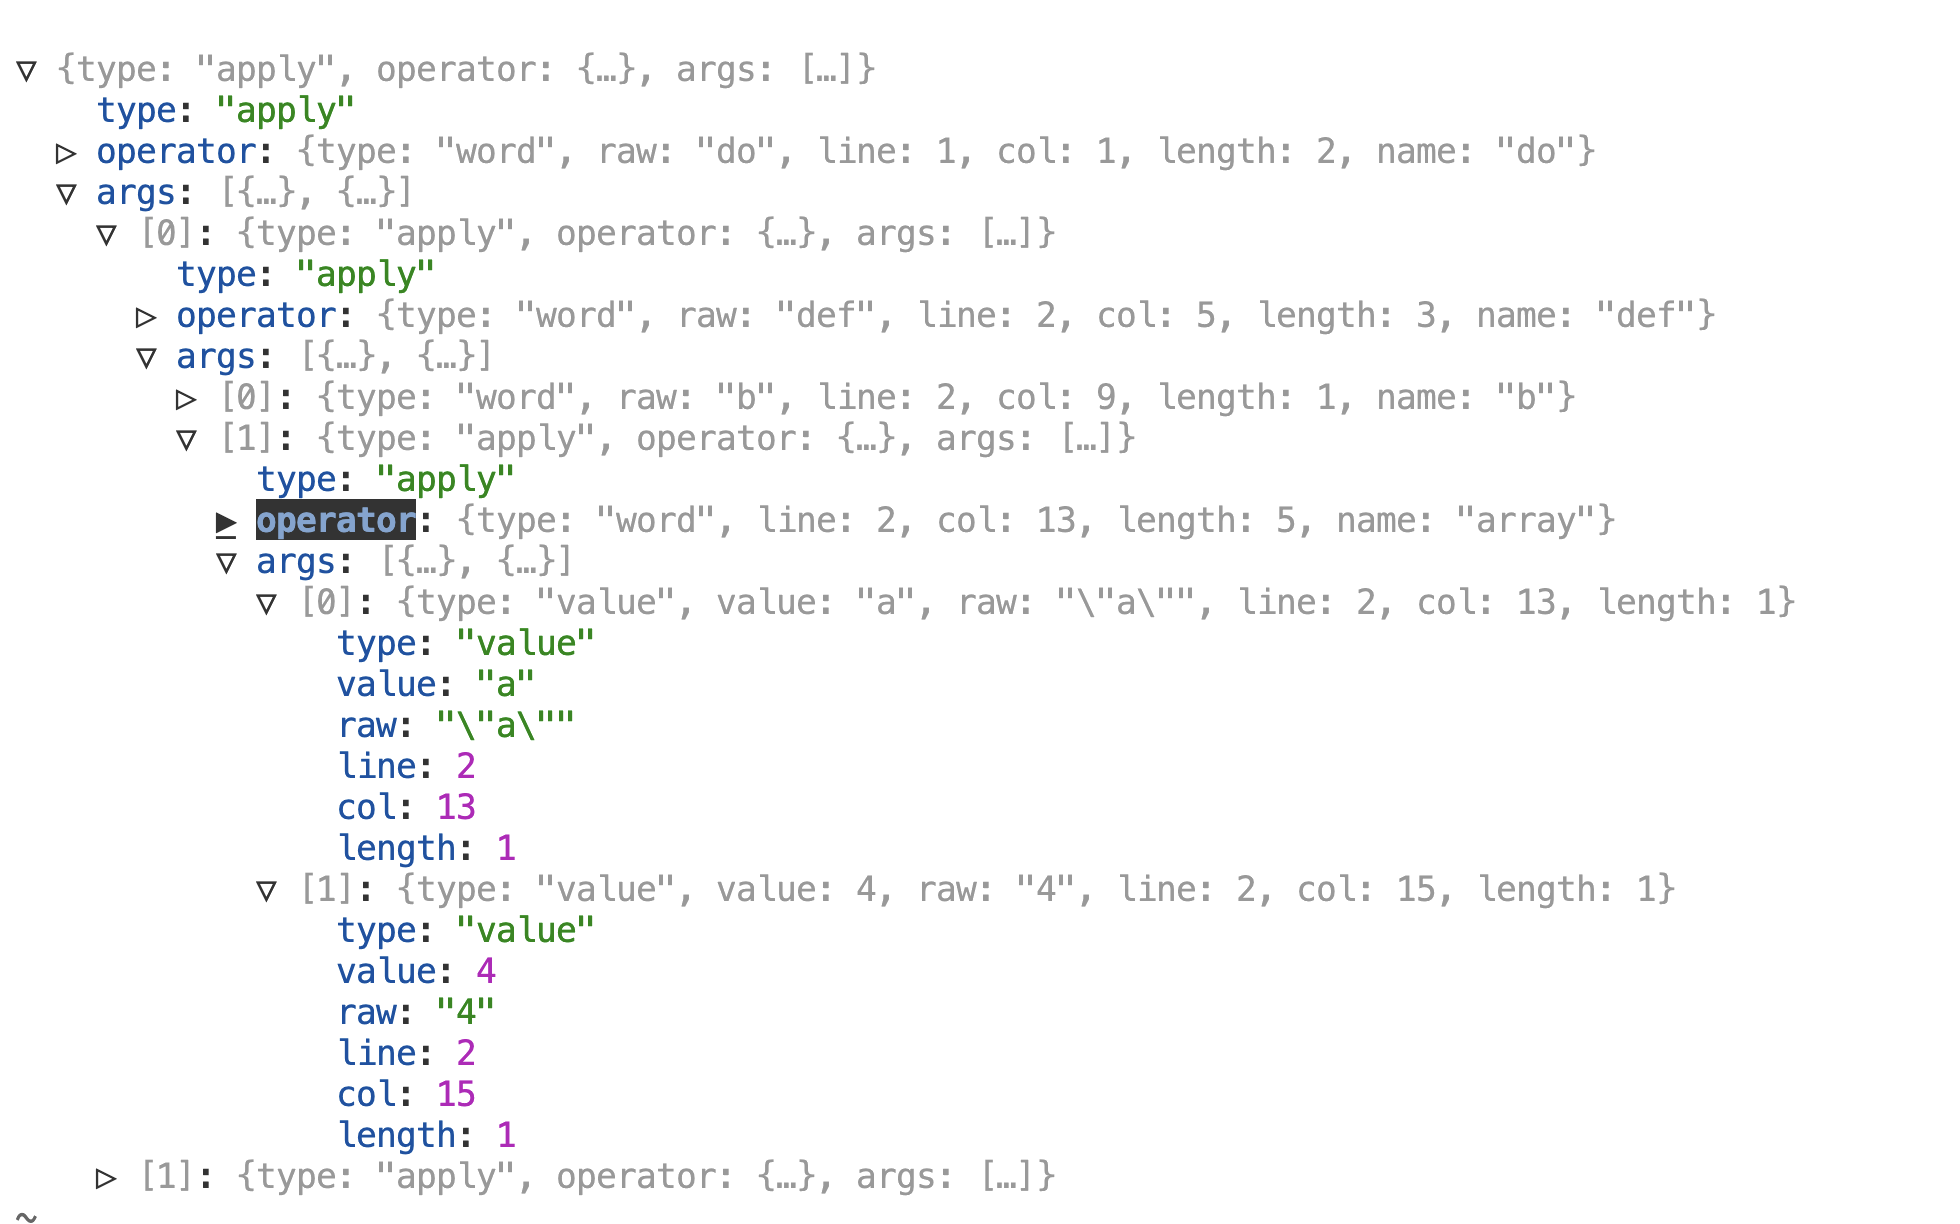 ▽ {type: "apply", operator: {…}, args: […]}
type: "apply"
▷ operator: {type: "word", raw: "do", line: 1, col: 1, length: 2, name: "do"}
▽ args: [{…}, {…}]
▽ [0]: {type: "apply", operator: {…}, args: […]}
type: "apply"
▷ operator: {type: "word", raw: "def", line: 2, col: 5, length: 3, name: "def"}
▽ args: [{…}, {…}]
▷ [0]: {type: "word", raw: "b", line: 2, col: 9, length: 1, name: "b"}
▽ [1]: {type: "apply", operator: {…}, args: […]}
type: "apply"
▶ operator: {type: "word", line: 2, col: 13, length: 5, name: "array"}
▽ args: [{…}, {…}]
▽ [0]: {type: "value", value: "a", raw: "\"a\"", line: 2, col: 13, length: 1}
type: "value"
value: "a"
raw: "\"a\""
line: 2
col: 13
length: 1
▽ [1]: {type: "value", value: 4, raw: "4", line: 2, col: 15, length: 1}
type: "value"
value: 4
raw: "4"
line: 2
col: 15
length: 1
▷ [1]: {type: "apply", operator: {…}, args: […]}
~